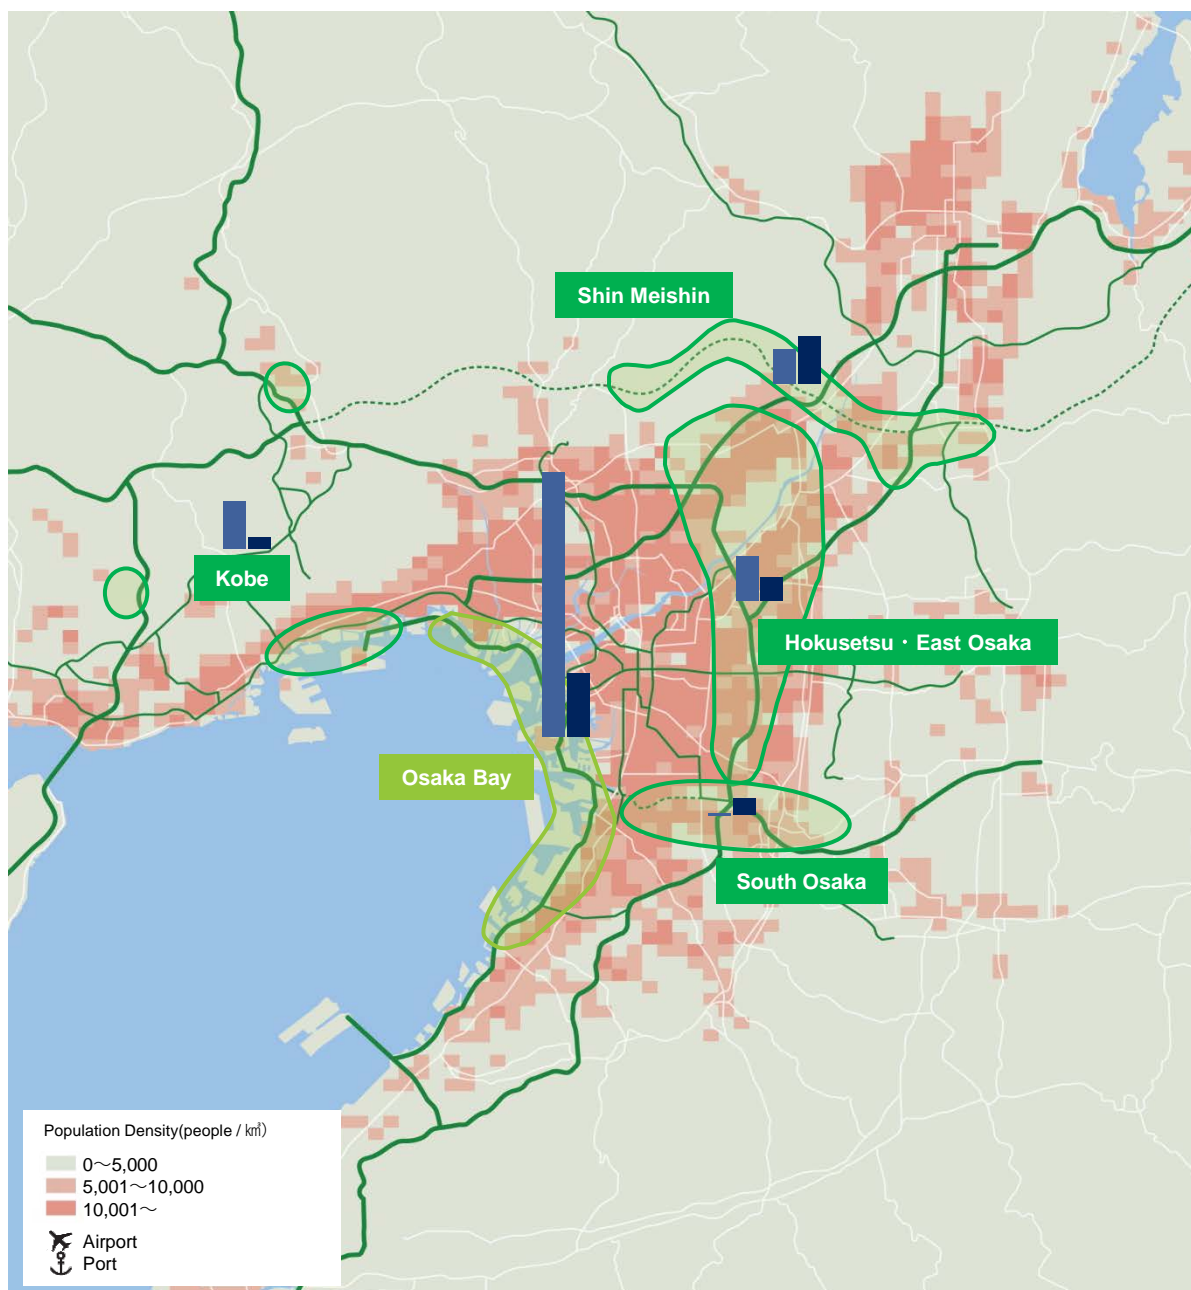 Shin Meishin
Kobe
Hokusetsu・East Osaka
Osaka Bay
South Osaka
Population Density(people / ㎢)
0～5,000
5,001～10,000
10,001～
Airport
Port